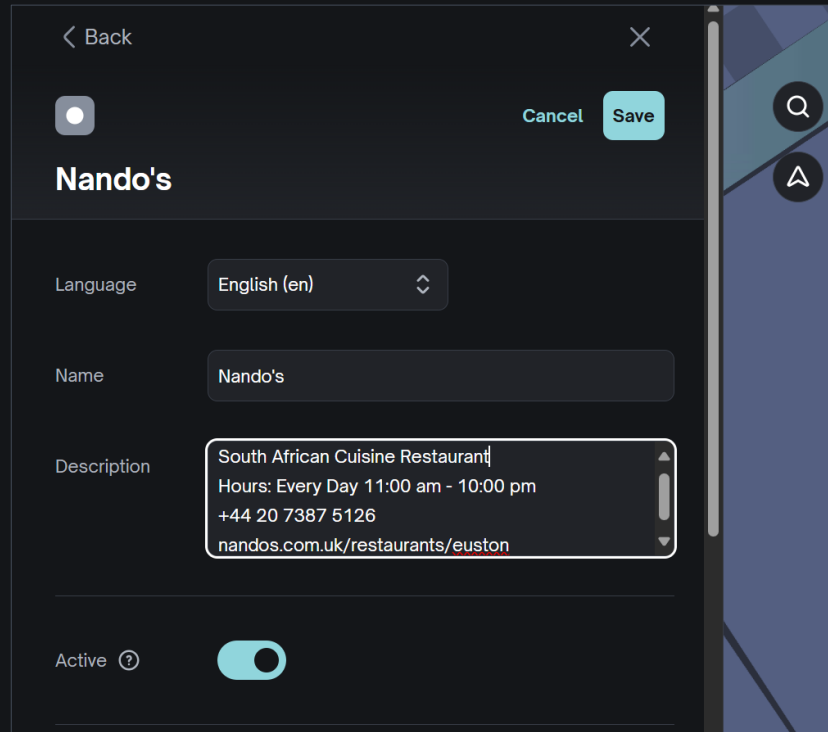 Back
Cancel
Save
Nando's
Language
English (en)
Name
Nando's
Description
South African Cuisine Restaurant
Hours: Every Day 11:00 am - 10:00 pm
+44 20 7387 5126
nandos.com.uk/restaurants/euston
Active ?